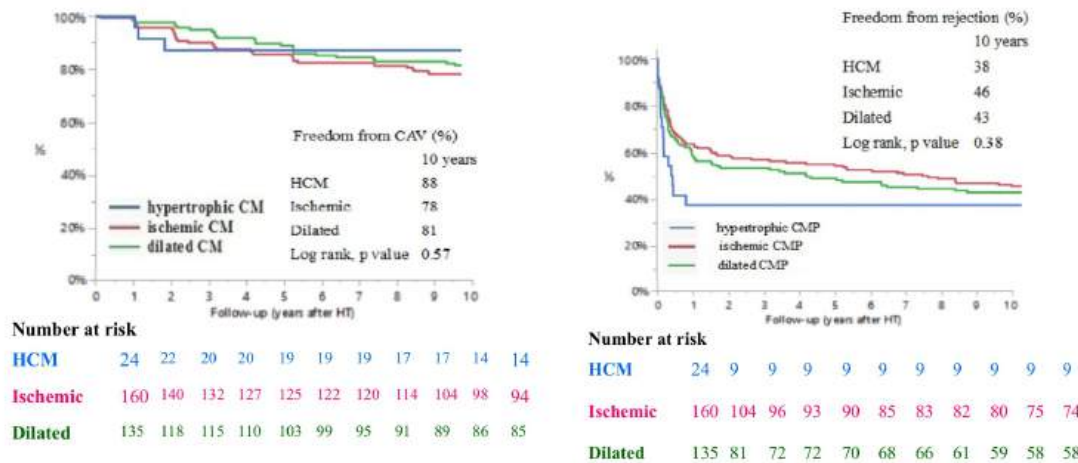 100%
80%
60%
40%
20%
0%
%
Freedom from CAV (%)
10 years
HCM 88
Ischemic 78
Dilated 81
Log rank, p value 0.57
hypertrophic CM
ischemic CM
dilated CM
0 1 2 3 4 5 6 7 8 9 10
Follow-up (years after HT)
Number at risk
HCM 24 22 20 20 19 19 19 17 17 14 14
Ischemic 160 140 132 127 125 122 120 114 104 98 94
Dilated 135 118 115 110 103 99 95 91 89 86 85
Freedom from rejection (%)
10 years
HCM 38
Ischemic 46
Dilated 43
Log rank, p value 0.38
100%
80%
60%
40%
20%
0%
%
hypertrophic CMP
ischemic CMP
dilated CMP
0 1 2 3 4 5 6 7 8 9 10
Follow-up (years after HT)
Number at risk
HCM 24 9 9 9 9 9 9 9 9 9 9
Ischemic 160 104 96 93 90 85 83 82 80 75 74
Dilated 135 81 72 72 70 68 66 61 59 58 58